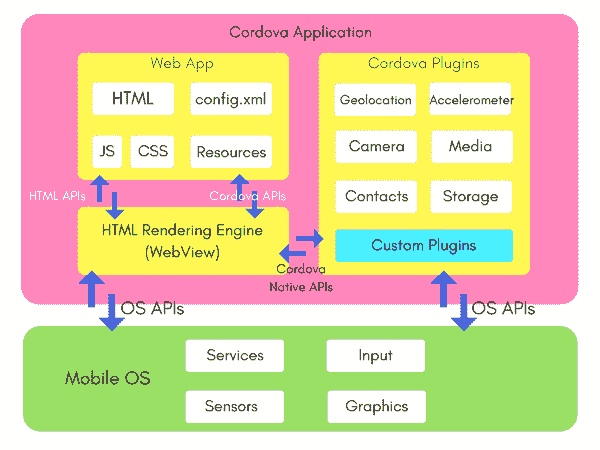 Cordova Application
Web App
HTML
config.xml
JS
CSS
Resources
Cordova Plugins
Geolocation
Accelerometer
Camera
Media
Contacts
Storage
Custom Plugins
HTML APIs
Cordova APIs
HTML Rendering Engine
(WebView)
Cordova
Native APIs
OS APIs
OS APIs
Mobile OS
Services
Input
Sensors
Graphics